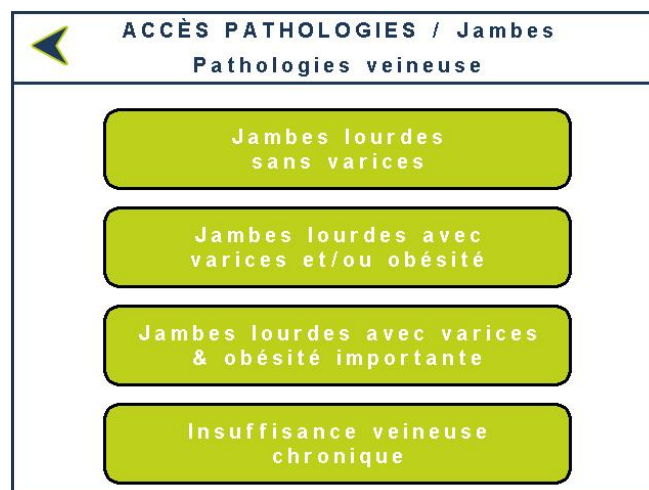 ACCÈS PATHOLOGIES / Jambes
Pathologies veineuse
Jambes lourdes
sans varices
Jambes lourdes avec
varices et/ou obésité
Jambes lourdes avec varices
& obésité importante
Insuffisance veineuse
chronique